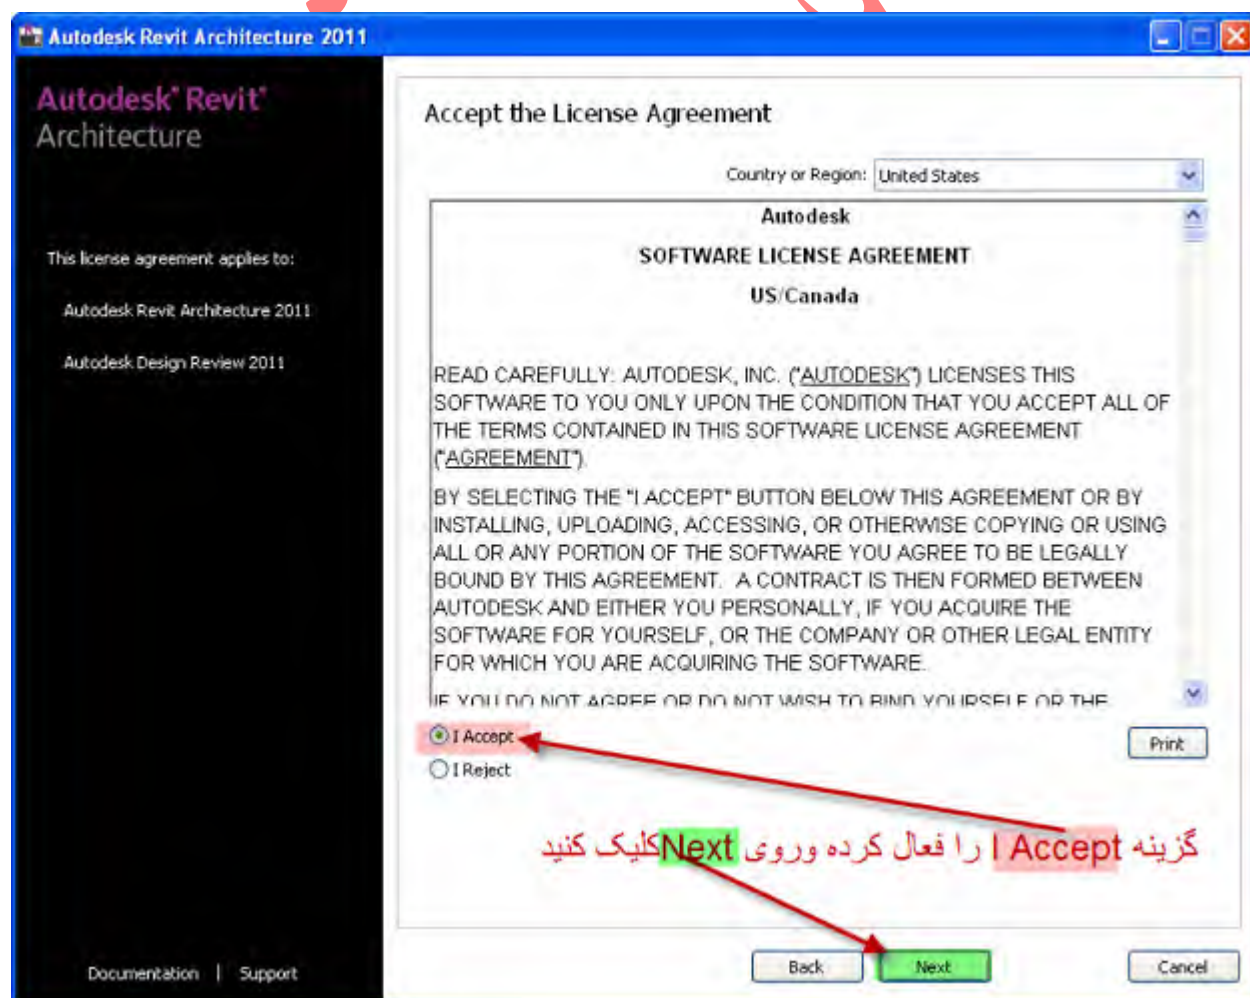 Autodesk Revit Architecture 2011
Autodesk® Revit®
Architecture
This license agreement applies to:
Autodesk Revit Architecture 2011
Autodesk Design Review 2011
Documentation | Support
Accept the License Agreement
Country or Region: United States
Autodesk
SOFTWARE LICENSE AGREEMENT
US/Canada
READ CAREFULLY: AUTODESK, INC. ("AUTODESK") LICENSES THIS
SOFTWARE TO YOU ONLY UPON THE CONDITION THAT YOU ACCEPT ALL OF
THE TERMS CONTAINED IN THIS SOFTWARE LICENSE AGREEMENT
("AGREEMENT").
BY SELECTING THE "I ACCEPT" BUTTON BELOW THIS AGREEMENT OR BY
INSTALLING, UPLOADING, ACCESSING, OR OTHERWISE COPYING OR USING
ALL OR ANY PORTION OF THE SOFTWARE YOU AGREE TO BE LEGALLY
BOUND BY THIS AGREEMENT. A CONTRACT IS THEN FORMED BETWEEN
AUTODESK AND EITHER YOU PERSONALLY, IF YOU ACQUIRE THE
SOFTWARE FOR YOURSELF, OR THE COMPANY OR OTHER LEGAL ENTITY
FOR WHICH YOU ARE ACQUIRING THE SOFTWARE.
IF YOU DO NOT AGREE OR DO NOT WISH TO BIND YOURSELF OR THE
I Accept
Print
I Reject
گزینه I Accept را فعال کرده وروی Next کلیک کنید
Back
Next
Cancel